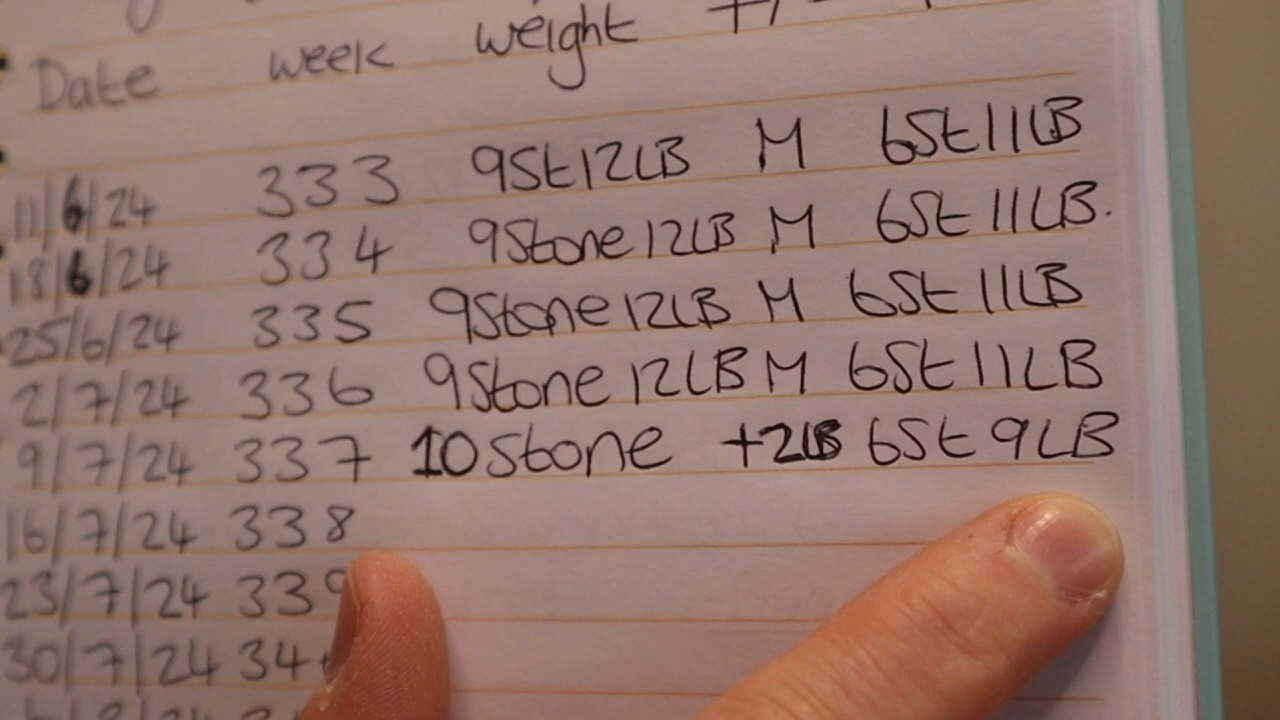 Date week weight +/-
11/6/24 333 9St12LB M 6St11LB
18/6/24 334 9Stone12LB M 6St11LB.
25/6/24 335 9Stone12LB M 6St11LB
2/7/24 336 9Stone12LB M 6St11LB
9/7/24 337 10Stone +2LB 6St9LB
16/7/24 338
23/7/24 339
30/7/24